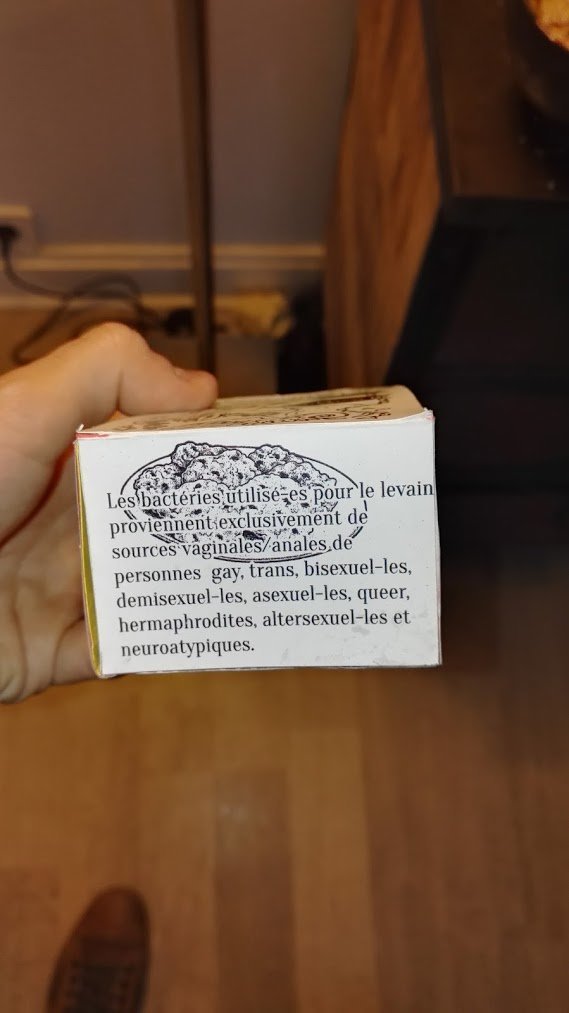 Les bactéries utilisé-es pour le levain
proviennent exclusivement de
sources vaginales/anales de
personnes gay, trans, bisexuel-les,
demisexuel-les, asexuel-les, queer,
hermaphrodites, altersexuel-les et
neuroatypiques.